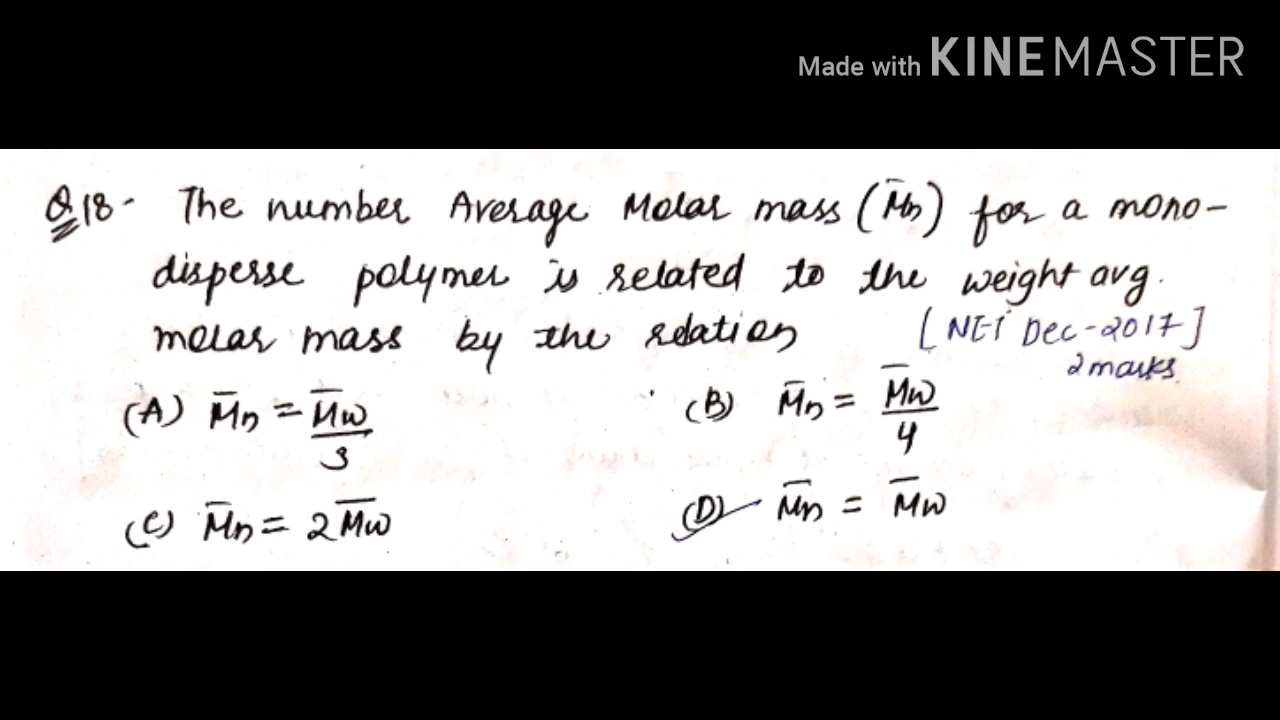 Made with KINEMASTER
Q.18- The number Average Molar mass (M̄n) for a mono-
disperse polymer is related to the weight avg.
molar mass by the relation [NET Dec-2017]
2 marks.
(A) M̄n = M̄w/3 (B) M̄n = M̄w/4
(C) M̄n = 2M̄w (D) M̄n = M̄w